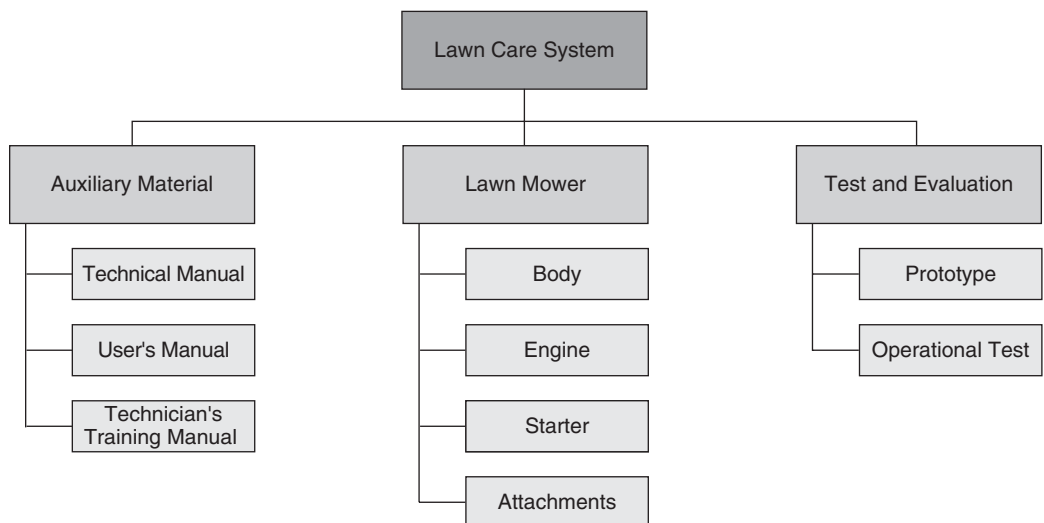 Lawn Care System
Auxiliary Material
Lawn Mower
Test and Evaluation
Technical Manual
User's Manual
Technician's
Training Manual
Body
Engine
Starter
Attachments
Prototype
Operational Test